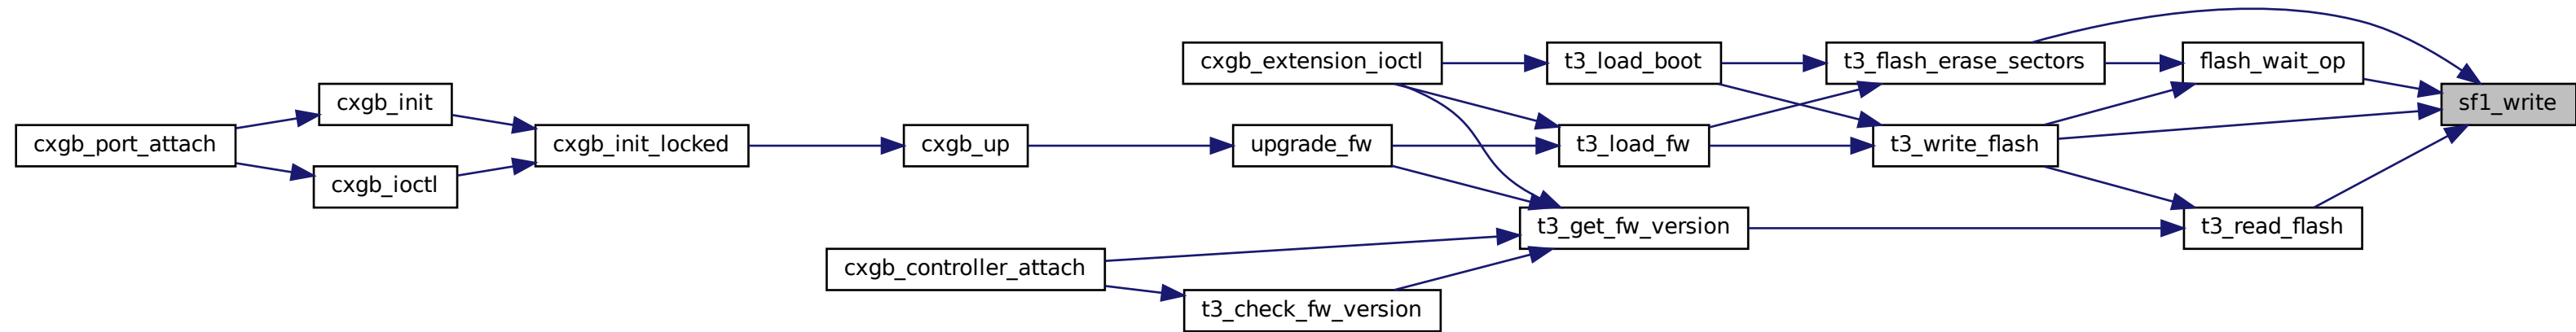 cxgb_extension_ioctl
t3_load_boot
t3_flash_erase_sectors
flash_wait_op
cxgb_init
sf1_write
cxgb_port_attach
cxgb_init_locked
cxgb_up
upgrade_fw
t3_load_fw
t3_write_flash
cxgb_ioctl
t3_get_fw_version
t3_read_flash
cxgb_controller_attach
t3_check_fw_version